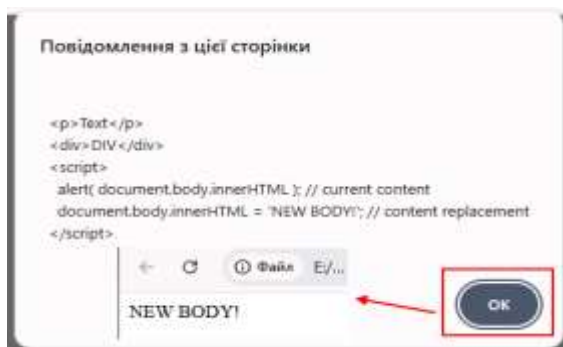 Повідомлення з цієї сторінки
<p>Text</p>
<div>DIV</div>
<script>
alert( document.body.innerHTML ); // current content
document.body.innerHTML = 'NEW BODY!'; // content replacement
</script>
Файл E:/...
NEW BODY!
OK